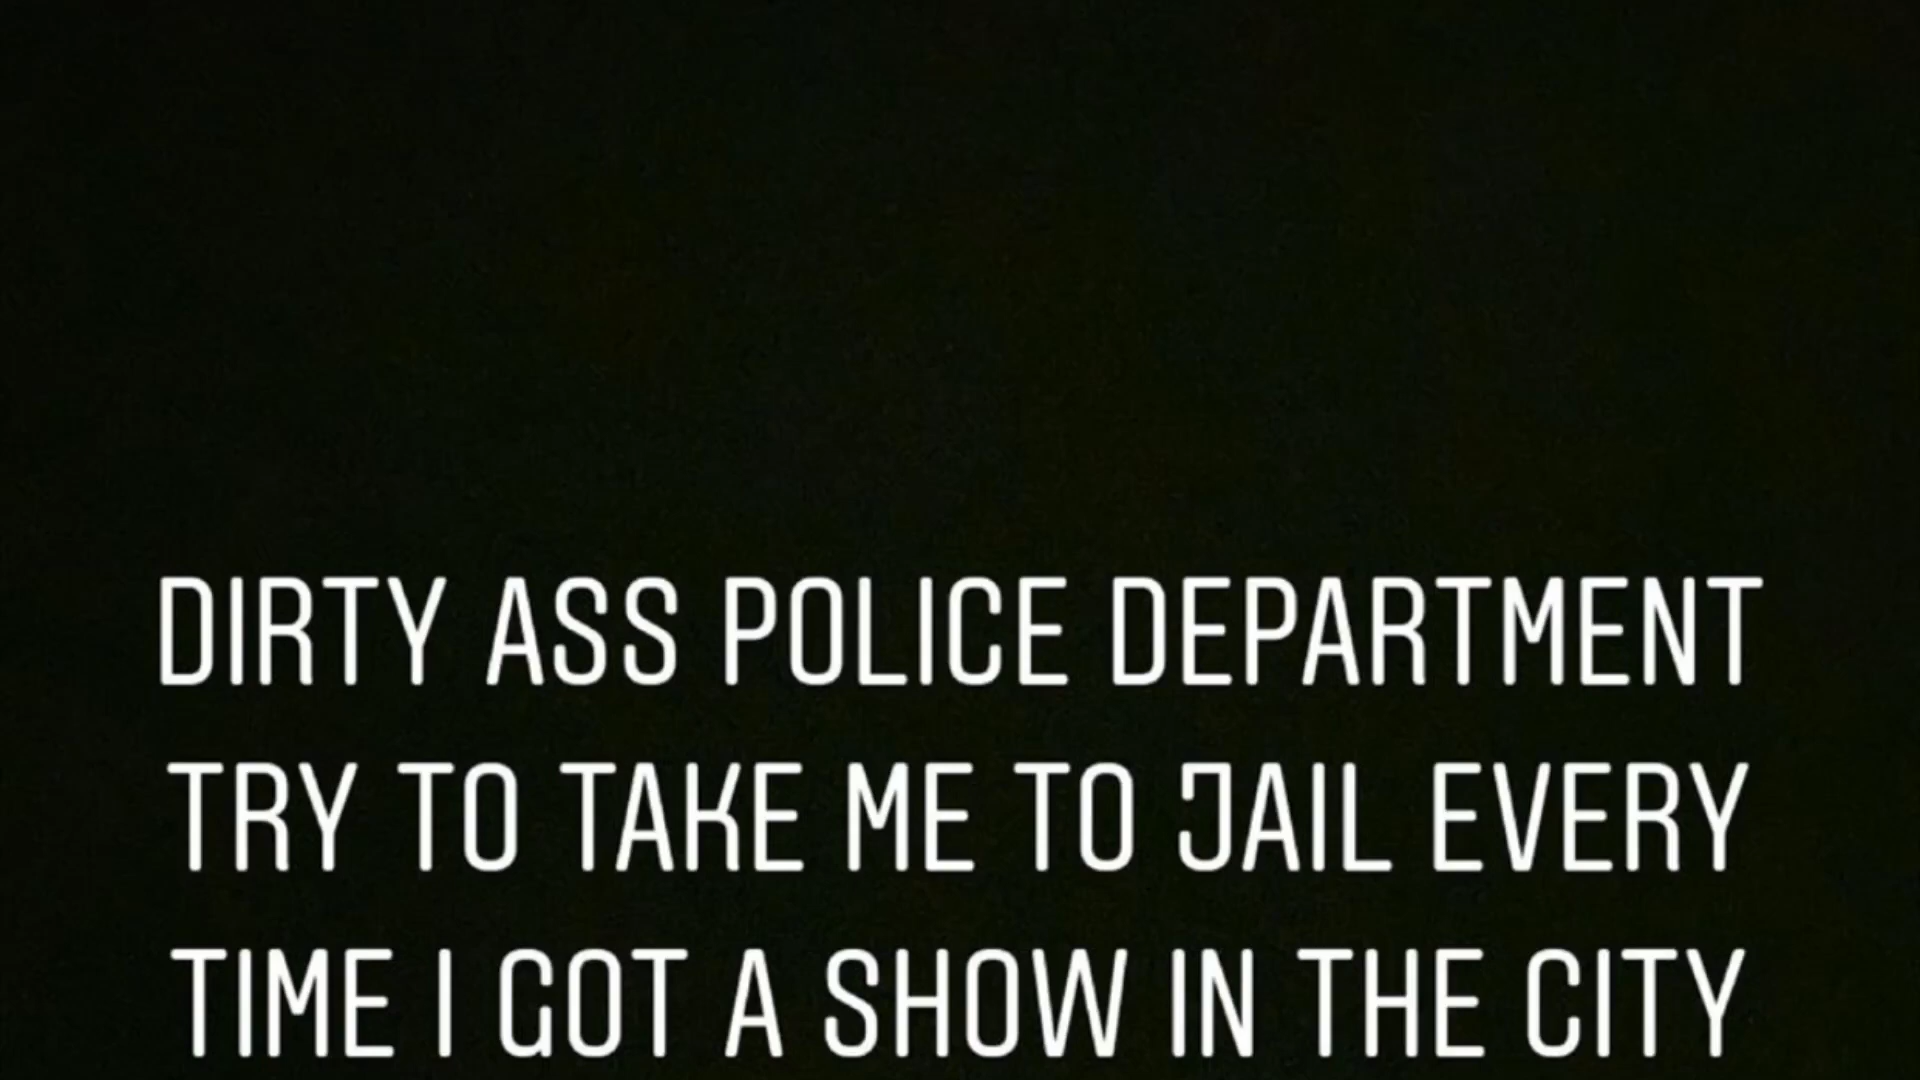 DIRTY ASS POLICE DEPARTMENT
TRY TO TAKE ME TO JAIL EVERY
TIME I GOT A SHOW IN THE CITY